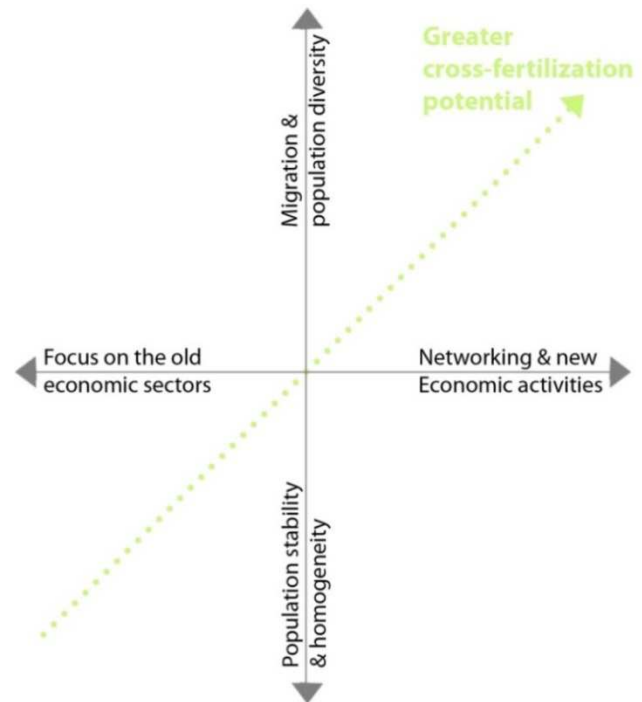 Greater
cross-fertilization
potential
Migration &
population diversity
Focus on the old
economic sectors
Networking & new
Economic activities
Population stability
& homogeneity